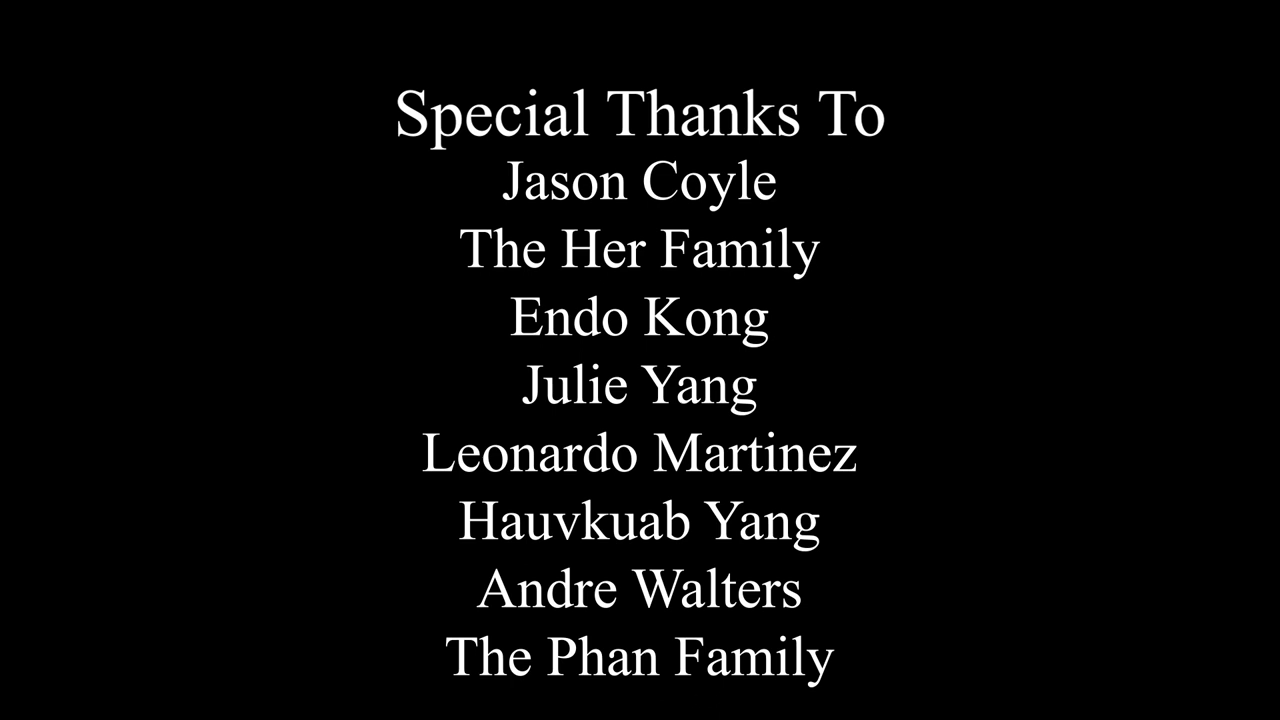 Special Thanks To
Jason Coyle
The Her Family
Endo Kong
Julie Yang
Leonardo Martinez
Hauvkuab Yang
Andre Walters
The Phan Family